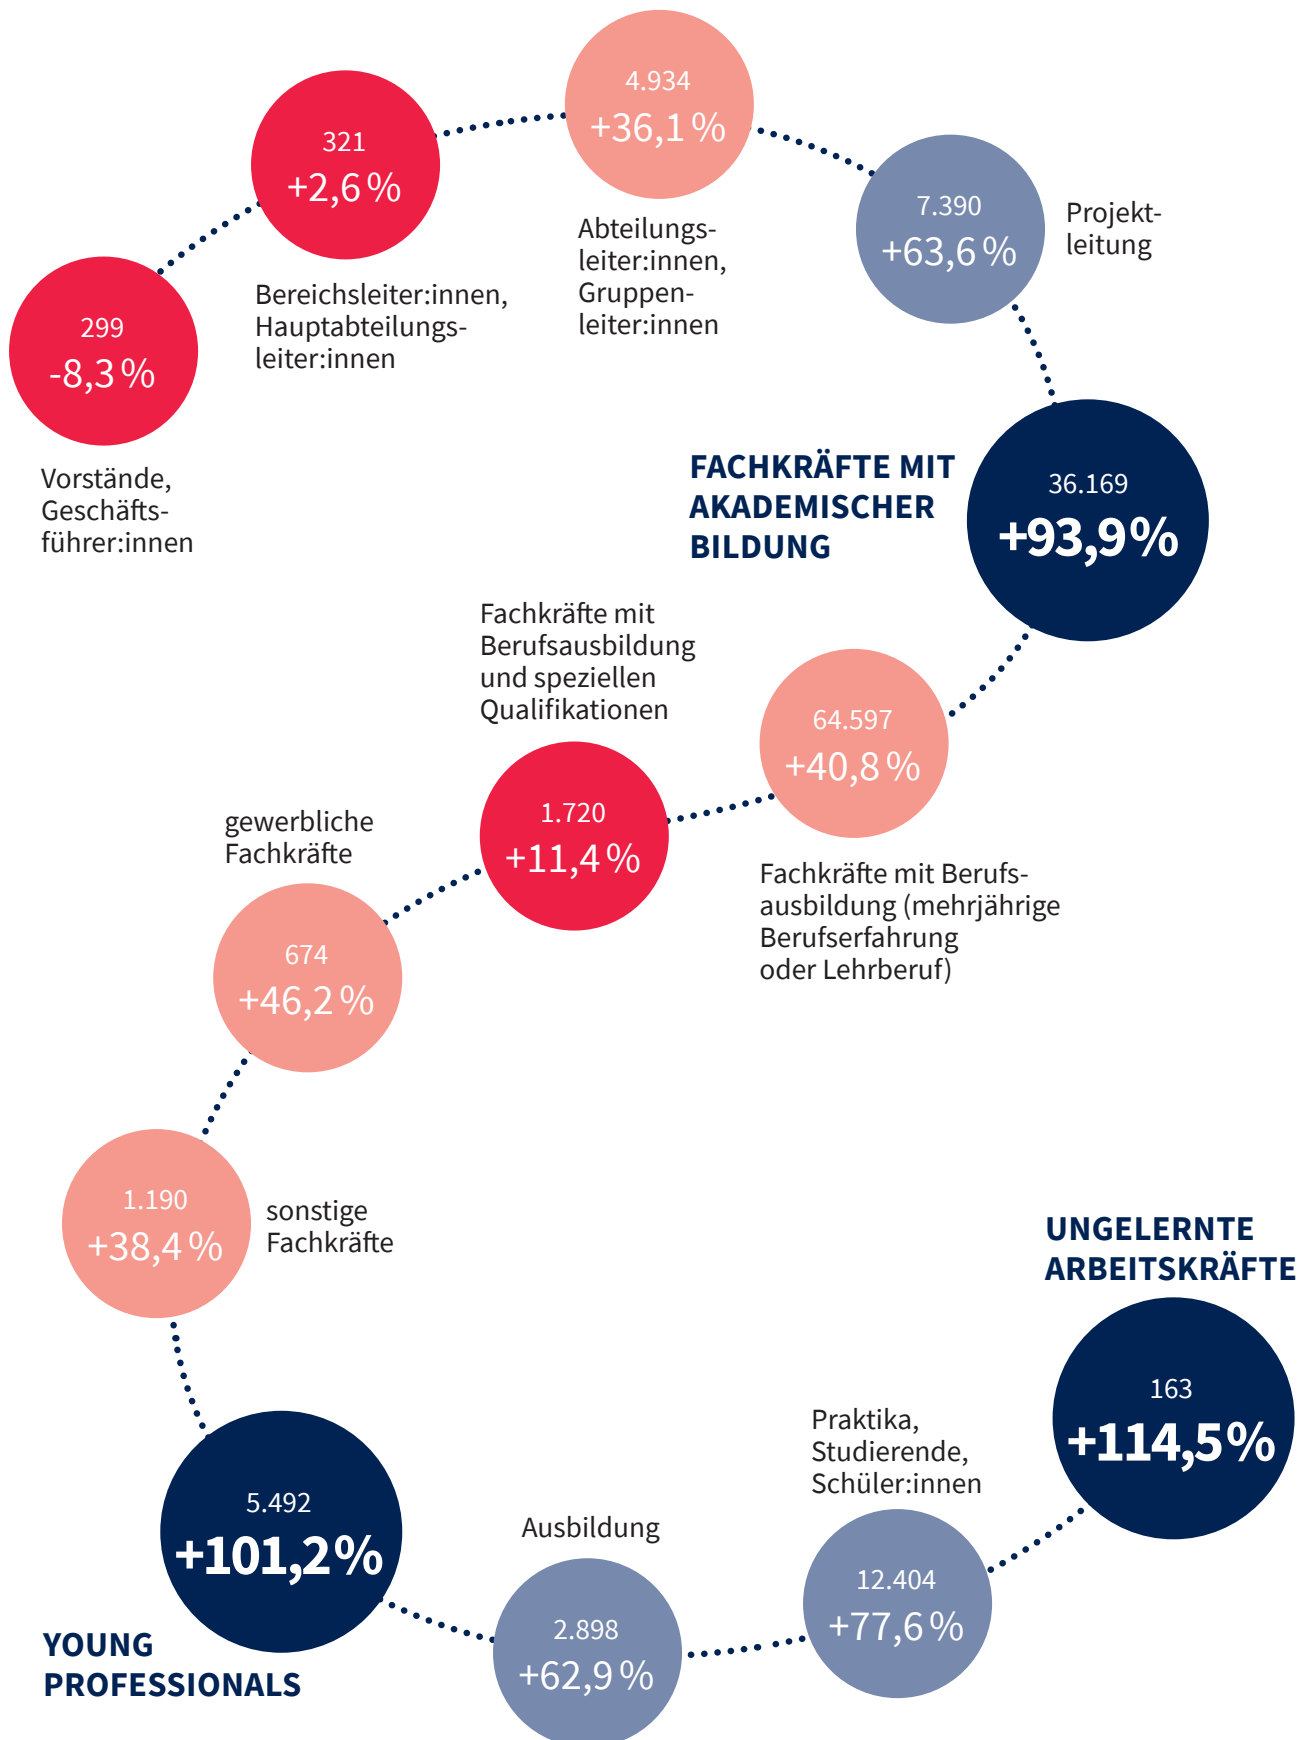 4.934
+36,1 %
Abteilungs-
leiter:innen,
Gruppen-
leiter:innen
321
+2,6 %
Bereichsleiter:innen,
Hauptabteilungs-
leiter:innen
7.390
+63,6 %
Projekt-
leitung
299
-8,3 %
Vorstände,
Geschäfts-
führer:innen
FACHKRÄFTE MIT
AKADEMISCHER
BILDUNG
36.169
+93,9 %
Fachkräfte mit
Berufsausbildung
und speziellen
Qualifikationen
64.597
+40,8 %
Fachkräfte mit Berufs-
ausbildung (mehrjährige
Berufserfahrung
oder Lehrberuf)
1.720
+11,4 %
gewerbliche
Fachkräfte
674
+46,2 %
1.190
+38,4 %
sonstige
Fachkräfte
UNGELERNTE
ARBEITSKRÄFTE
163
+114,5 %
Praktika,
Studierende,
Schüler:innen
12.404
+77,6 %
Ausbildung
2.898
+62,9 %
5.492
+101,2 %
YOUNG
PROFESSIONALS